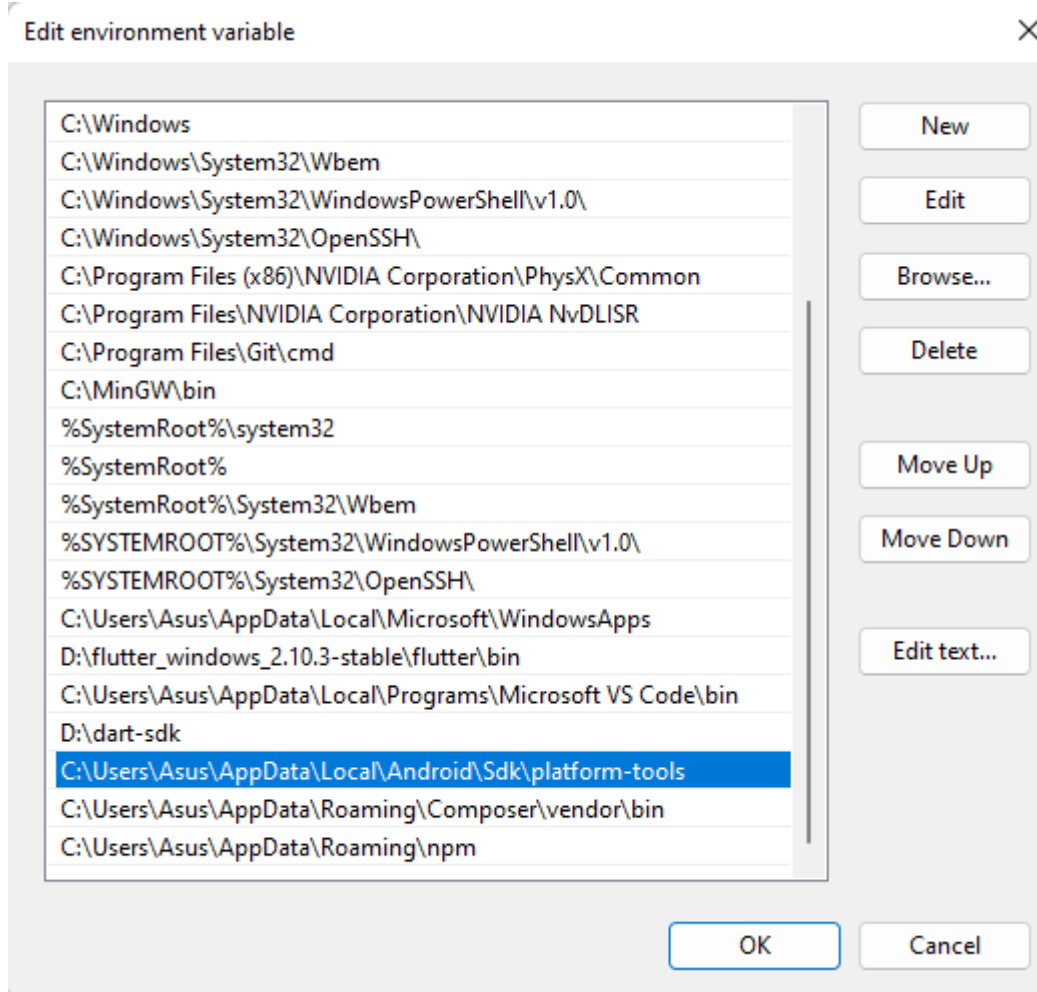 Edit environment variable
C:\Windows
C:\Windows\System32\Wbem
C:\Windows\System32\WindowsPowerShell\v1.0\
C:\Windows\System32\OpenSSH\
C:\Program Files (x86)\NVIDIA Corporation\PhysX\Common
C:\Program Files\NVIDIA Corporation\NVIDIA NvDLISR
C:\Program Files\Git\cmd
C:\MinGW\bin
%SystemRoot%\system32
%SystemRoot%
%SystemRoot%\System32\Wbem
%SYSTEMROOT%\System32\WindowsPowerShell\v1.0\
%SYSTEMROOT%\System32\OpenSSH\
C:\Users\Asus\AppData\Local\Microsoft\WindowsApps
D:\flutter_windows_2.10.3-stable\flutter\bin
C:\Users\Asus\AppData\Local\Programs\Microsoft VS Code\bin
D:\dart-sdk
C:\Users\Asus\AppData\Local\Android\Sdk\platform-tools
C:\Users\Asus\AppData\Roaming\Composer\vendor\bin
C:\Users\Asus\AppData\Roaming\npm
New
Edit
Browse...
Delete
Move Up
Move Down
Edit text...
OK
Cancel